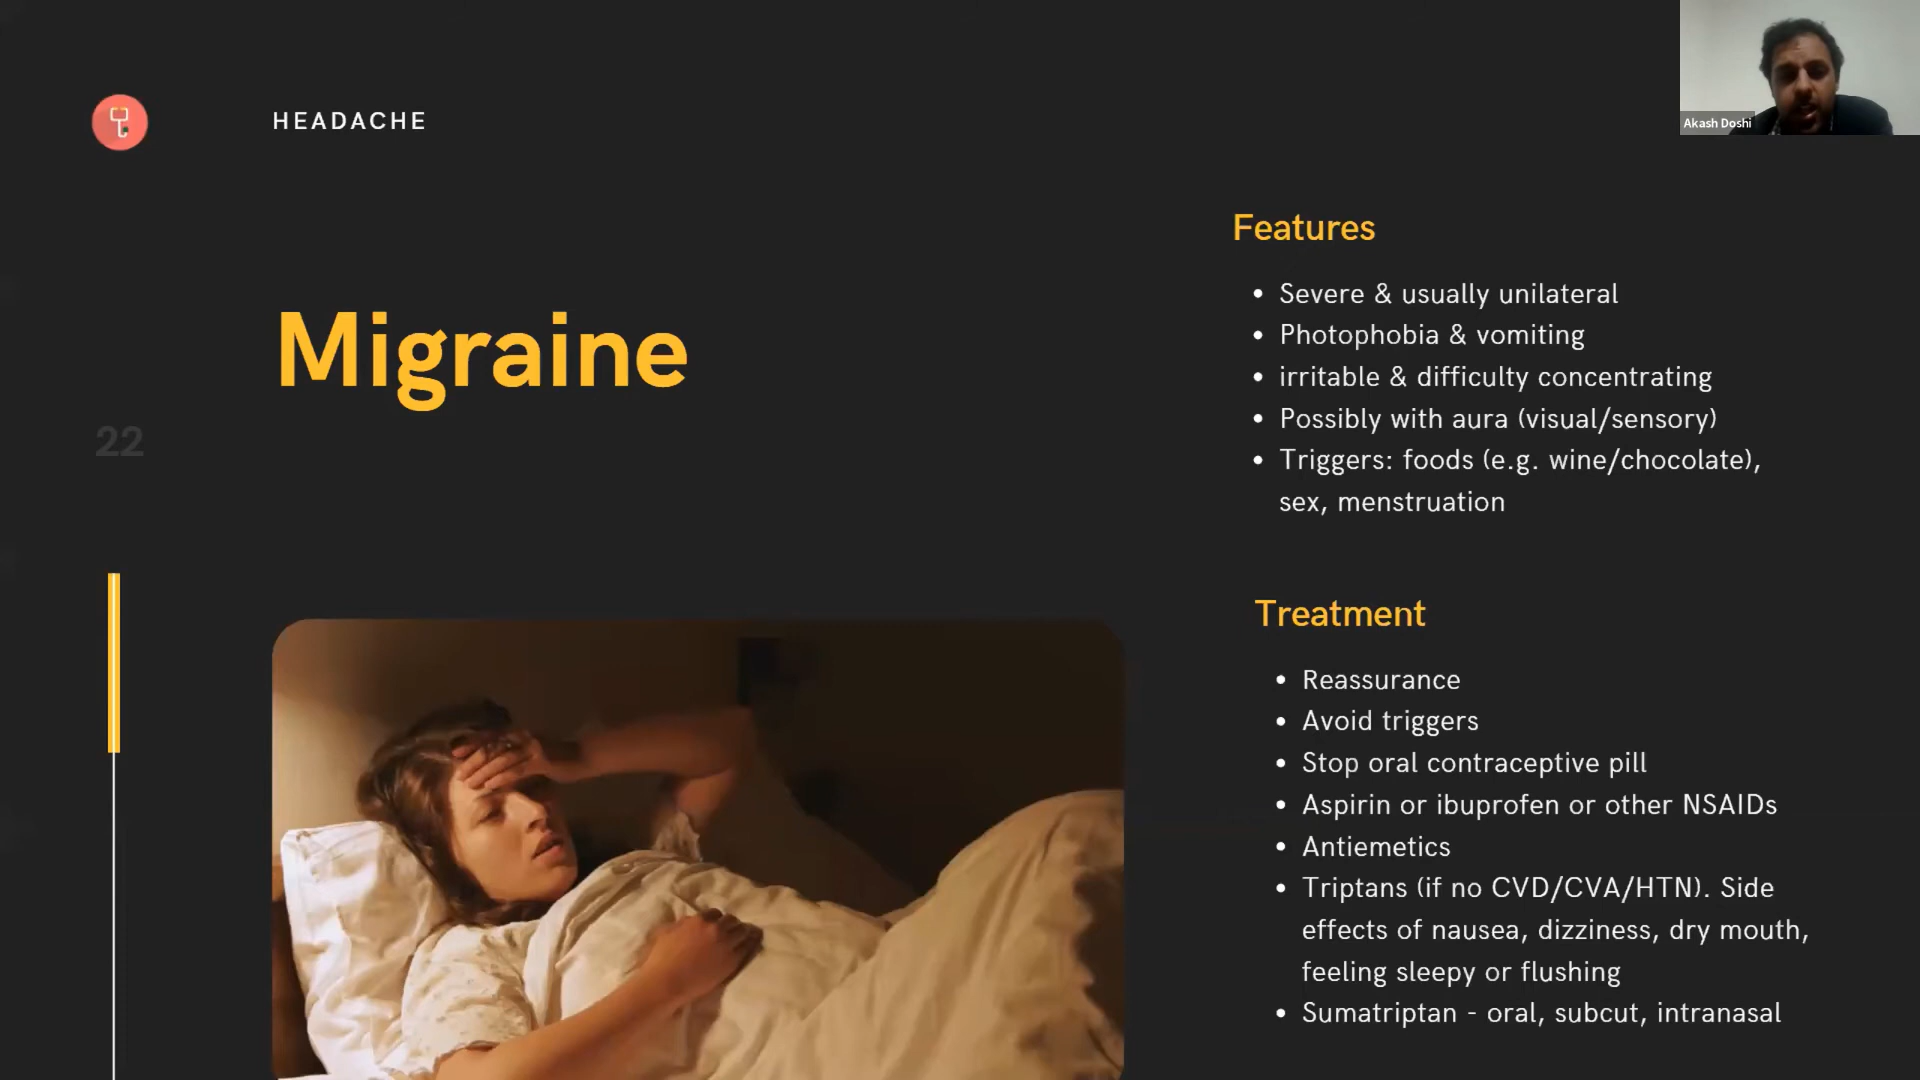 HEADACHE
Akash Doshi
Migraine
22
Features
• Severe & usually unilateral
• Photophobia & vomiting
• irritable & difficulty concentrating
• Possibly with aura (visual/sensory)
• Triggers: foods (e.g. wine/chocolate),
sex, menstruation
Treatment
• Reassurance
• Avoid triggers
• Stop oral contraceptive pill
• Aspirin or ibuprofen or other NSAIDs
• Antiemetics
• Triptans (if no CVD/CVA/HTN). Side
effects of nausea, dizziness, dry mouth,
feeling sleepy or flushing
• Sumatriptan - oral, subcut, intranasal